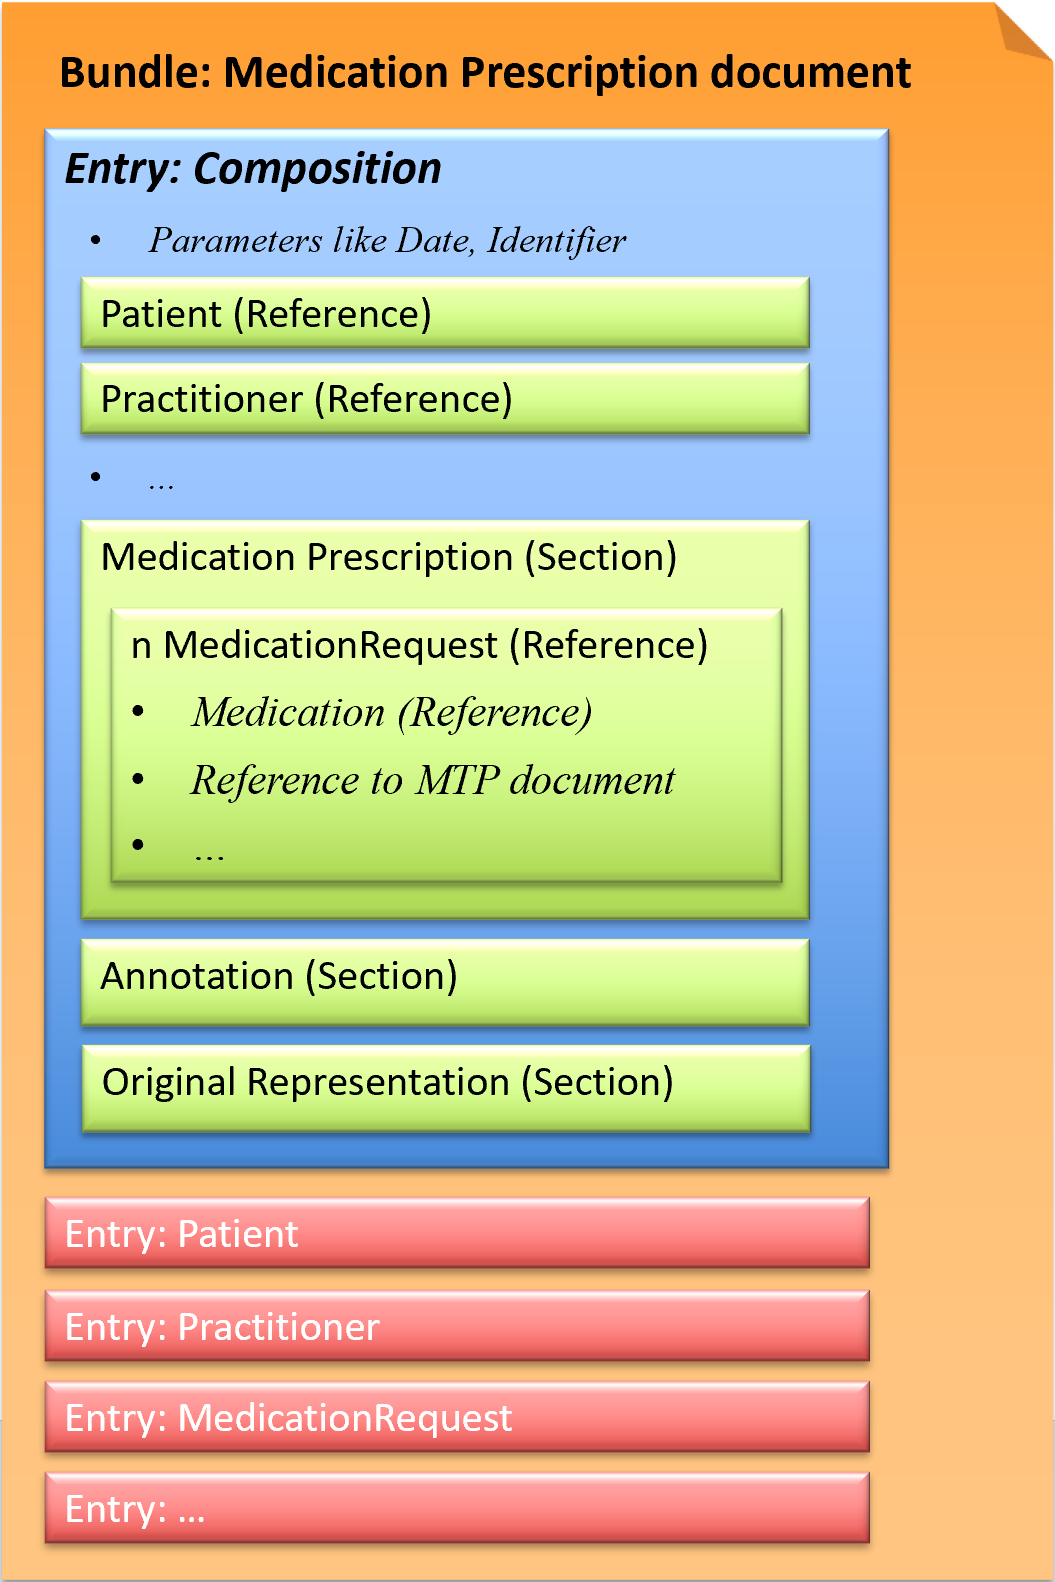 Bundle: Medication Prescription document
Entry: Composition
• Parameters like Date, Identifier
Patient (Reference)
Practitioner (Reference)
• ...
Medication Prescription (Section)
n MedicationRequest (Reference)
• Medication (Reference)
• Reference to MTP document
• ...
Annotation (Section)
Original Representation (Section)
Entry: Patient
Entry: Practitioner
Entry: MedicationRequest
Entry: ...